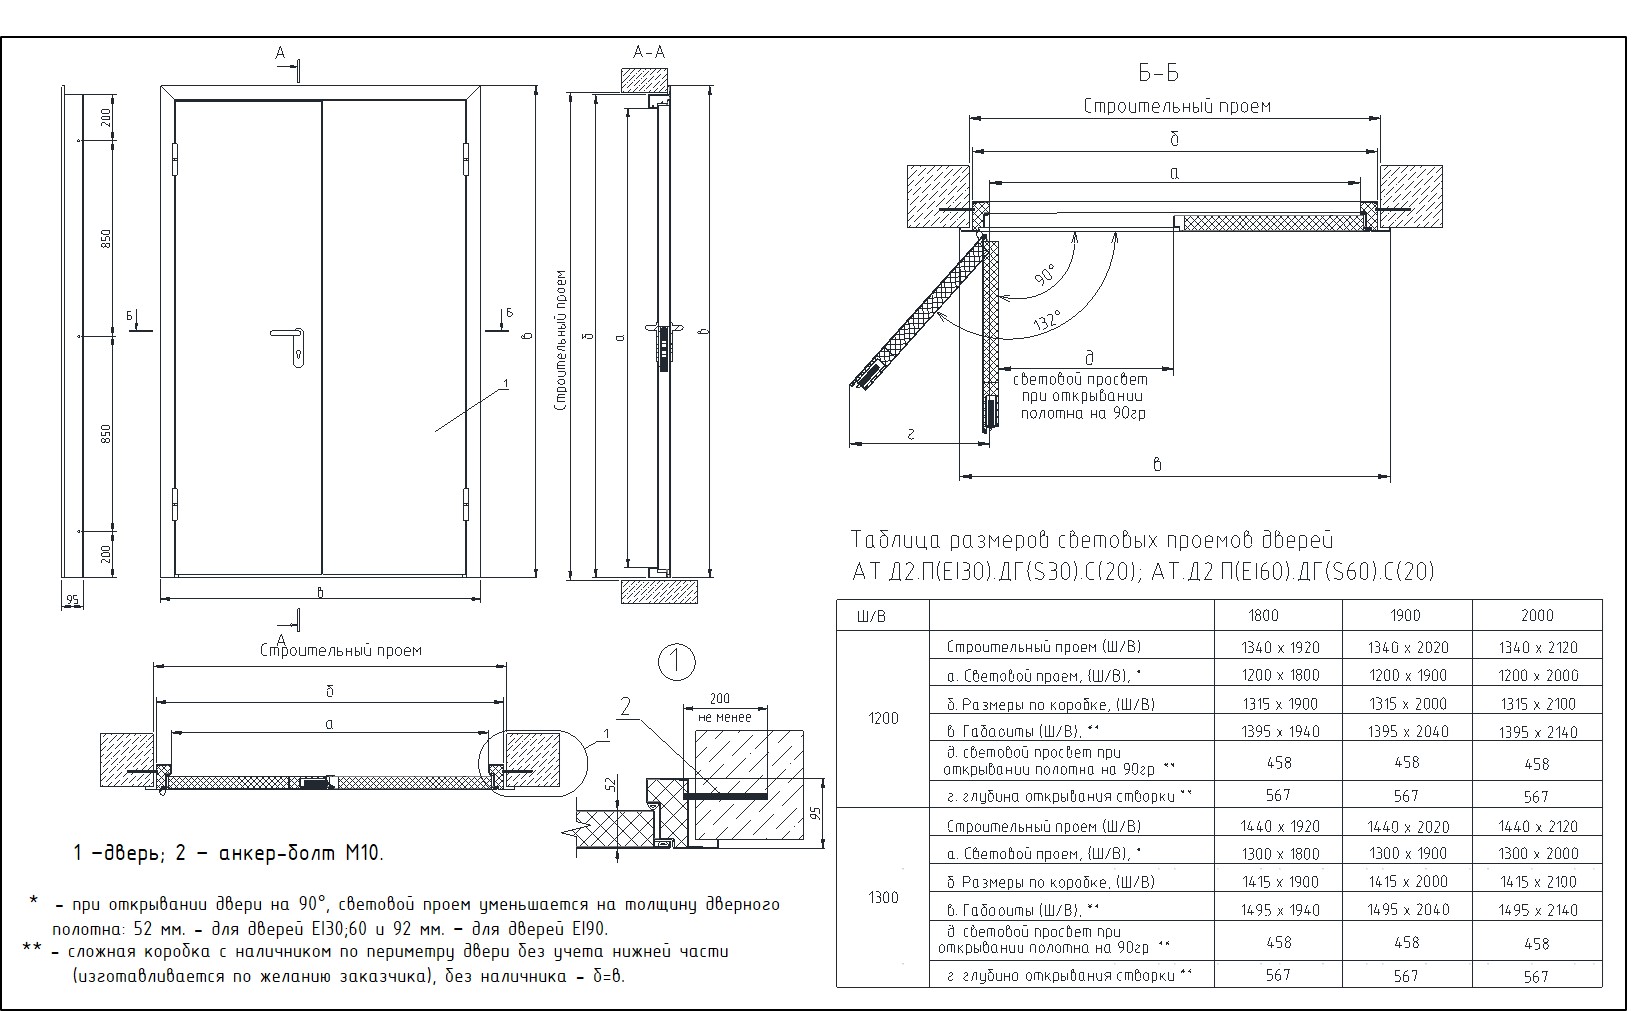 А
А-А
200
850
850
200
95
Б
Б
1
в
в
А
Строительный проем
б
а
в
Б-Б
Строительный проем
б
а
90°
132°
д
световой просвет
при открывании
полотна на 90гр
г
в
Строительный проем
б
а
1
1
2
200
не менее
52
95
1 –дверь; 2 – анкер-болт М10.
* – при открывании двери на 90°, световой проем уменьшается на толщину дверного
полотна: 52 мм. – для дверей EI30;60 и 92 мм. – для дверей EI90.
** – сложная коробка с наличником по периметру двери без учета нижней части
(изготавливается по желанию заказчика), без наличника – б=в.
Таблица размеров световых проемов дверей
АТ Д2.П(EI30).ДГ(S30).С(20); АТ.Д2 П(EI60).ДГ(S60).С(20)
Ш/В 1800 1900 2000
1200
Строительный проем (Ш/В) 1340 x 1920 1340 x 2020 1340 x 2120
а. Световой проем, (Ш/В), * 1200 x 1800 1200 x 1900 1200 x 2000
б. Размеры по коробке, (Ш/В) 1315 x 1900 1315 x 2000 1315 x 2100
в. Габариты (Ш/В), ** 1395 x 1940 1395 x 2040 1395 x 2140
д. световой просвет при
открывании полотна на 90гр ** 458 458 458
г. глубина открывания створки ** 567 567 567
1300
Строительный проем (Ш/В) 1440 x 1920 1440 x 2020 1440 x 2120
а. Световой проем, (Ш/В), * 1300 x 1800 1300 x 1900 1300 x 2000
б Размеры по коробке, (Ш/В) 1415 x 1900 1415 x 2000 1415 x 2100
в. Габариты (Ш/В), ** 1495 x 1940 1495 x 2040 1495 x 2140
д световой просвет при
открывании полотна на 90гр ** 458 458 458
г глубина открывания створки ** 567 567 567